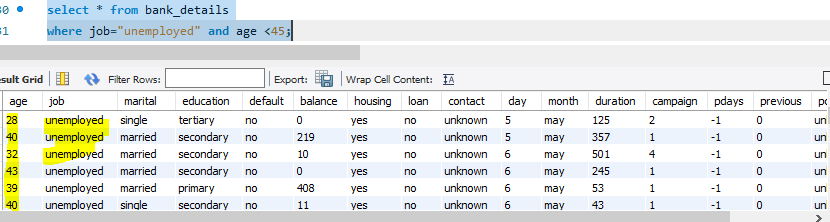 30 select * from bank_details
31 where job="unemployed" and age <45;
esult Grid Filter Rows: Export: Wrap Cell Content:
age job marital education default balance housing loan contact day month duration campaign pdays previous po
28 unemployed single tertiary no 0 yes no unknown 5 may 125 2 -1 0 un
40 unemployed married secondary no 219 yes no unknown 5 may 357 1 -1 0 un
32 unemployed married secondary no 10 yes no unknown 6 may 501 4 -1 0 un
43 unemployed married secondary no 0 yes no unknown 6 may 245 1 -1 0 un
39 unemployed married primary no 408 yes no unknown 6 may 53 1 -1 0 un
40 unemployed single secondary no 11 yes no unknown 6 may 43 1 -1 0 un